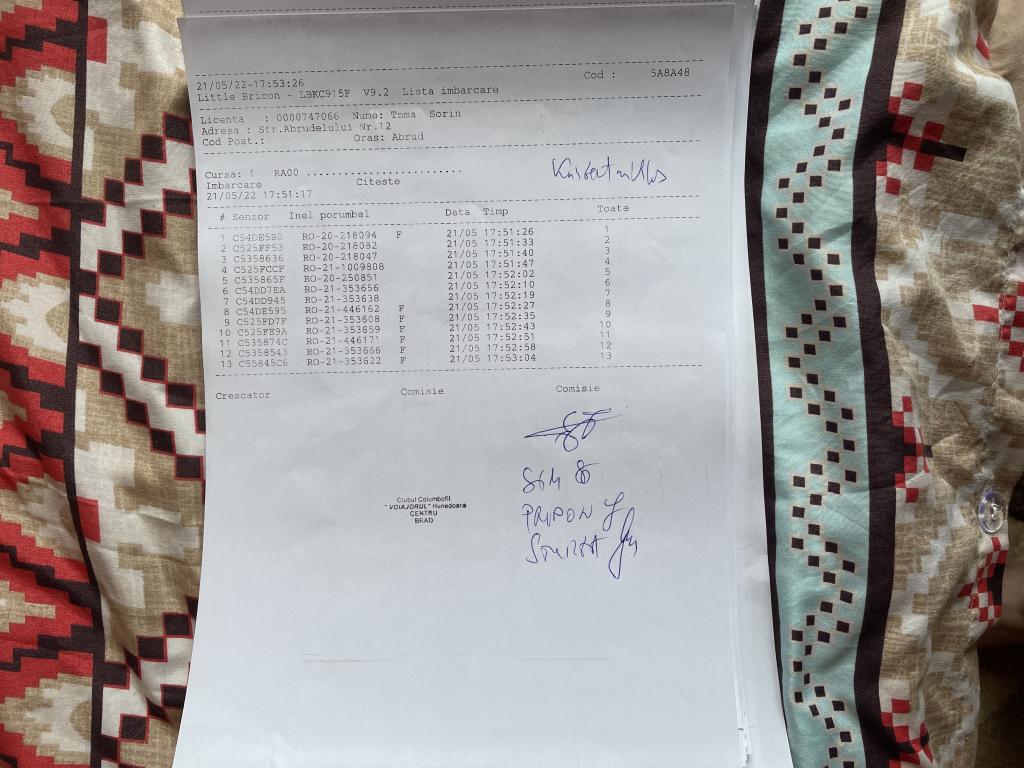 21/05/22-17:53:26 Cod : 5A8A48
Little Bricon - LBKC915F V9.2 Lista imbarcare
Licenta : 0000747066 Nume: Toma Sorin
Adresa : Str.Abrudelului Nr.12
Cod Post.: Oras: Abrud
Cursa: 1 RA00 ........................
Imbarcare Citeste
21/05/22 17:51:17
# Senzor Inel porumbel Data Timp Toate
1 C54DE5B0 RO-20-218094 F 21/05 17:51:26 1
2 C525FF53 RO-20-218082 21/05 17:51:33 2
3 C5358636 RO-20-218047 21/05 17:51:40 3
4 C525FCCF RO-21-1009808 21/05 17:51:47 4
5 C535865F RO-20-250851 21/05 17:52:02 5
6 C54DD7EA RO-21-353656 21/05 17:52:10 6
7 C54DD945 RO-21-353638 21/05 17:52:19 7
8 C54DE595 RO-21-446162 F 21/05 17:52:27 8
9 C525FD7F RO-21-353608 F 21/05 17:52:35 9
10 C525FE9A RO-21-353659 F 21/05 17:52:43 10
11 C535874C RO-21-446171 F 21/05 17:52:51 11
12 C5358543 RO-21-353666 F 21/05 17:52:58 12
13 C55845C6 RO-21-353622 F 21/05 17:53:04 13
Crescator Comisie Comisie
Clubul Columbofil
"VOIAJORUL" Hunedoara
CENTRU
BRAD